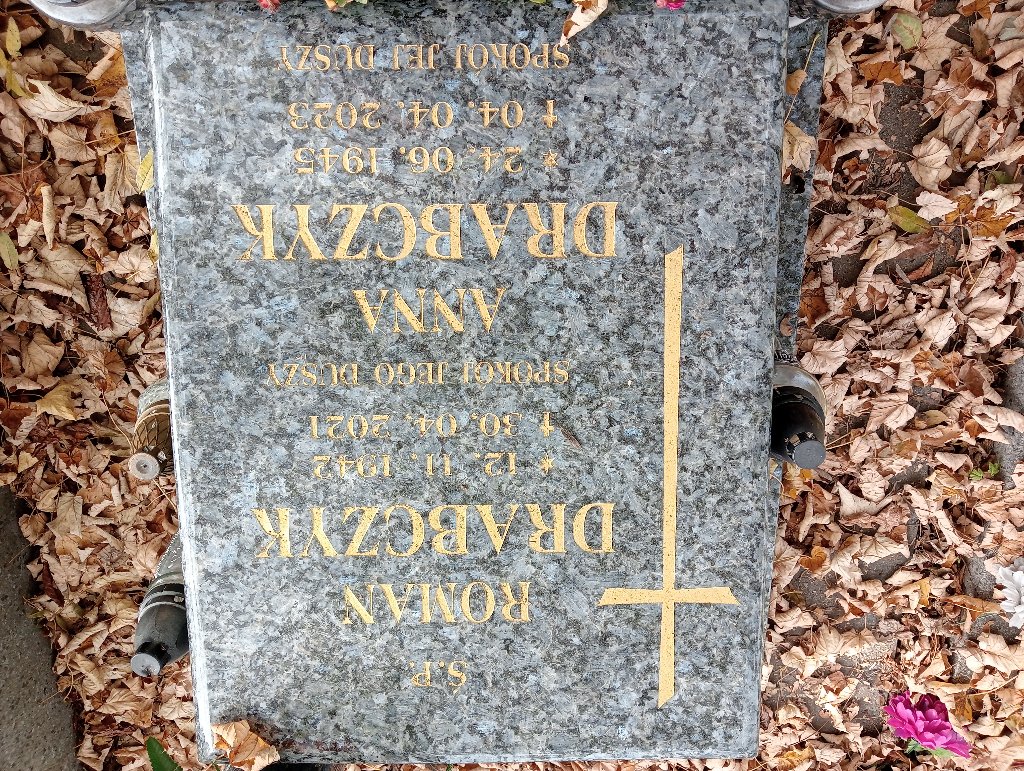 Ś.P.
ROMAN
DRABCZYK
* 12. 11. 1942
† 30. 04. 2021
SPOKÓJ JEGO DUSZY
ANNA
DRABCZYK
* 24. 06. 1945
† 04. 04. 2023
SPOKÓJ JEJ DUSZY